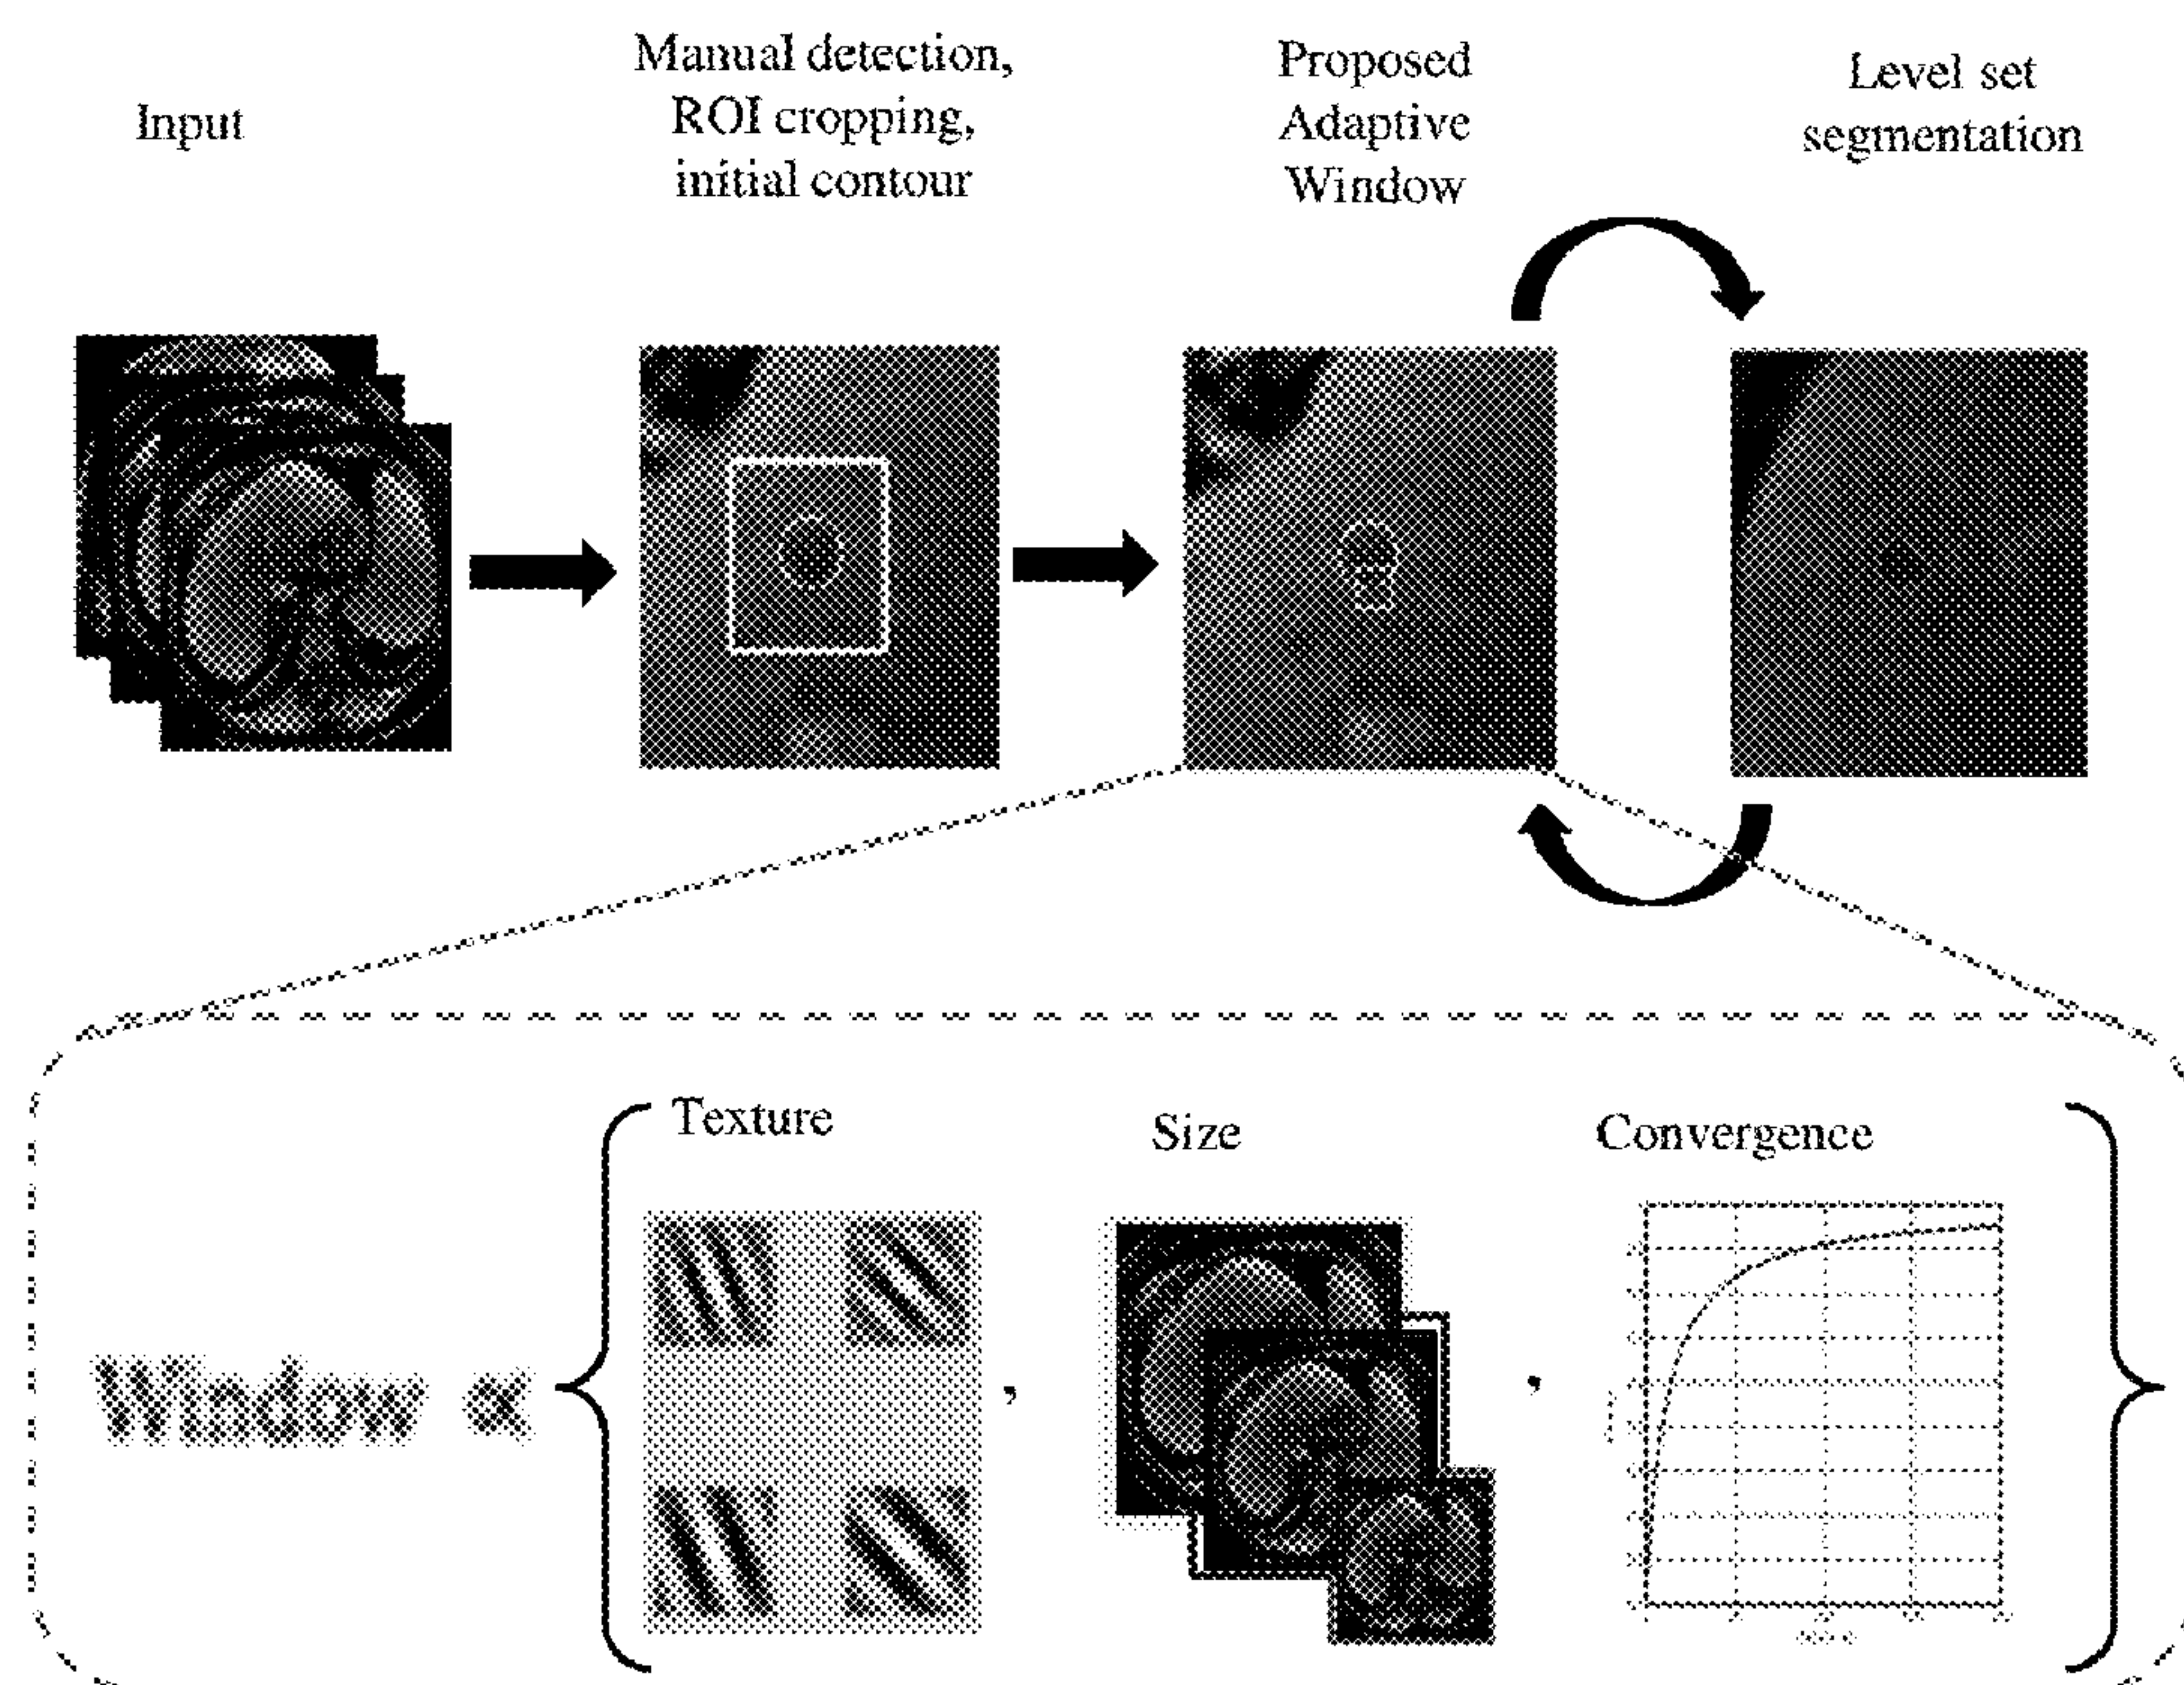 Input
Manual detection,
ROI cropping,
initial contour
Proposed
Adaptive
Window
Level set
segmentation
Texture
Size
Convergence
Window ∝
,
,